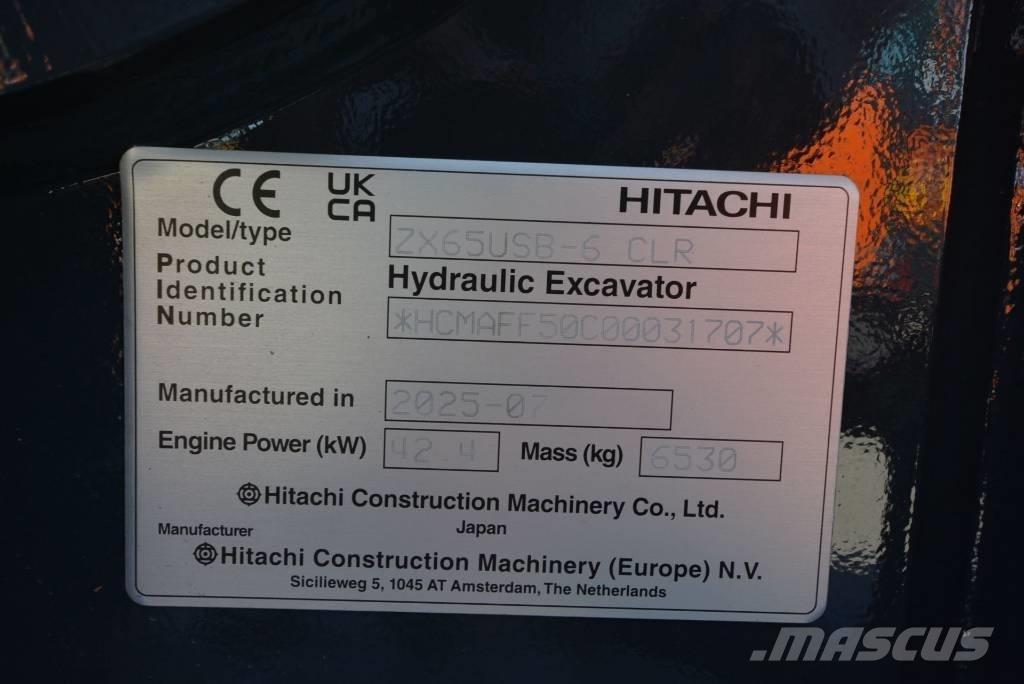 CE UK CA HITACHI
Model/type ZX65USB-6 CLR
Product Identification Number Hydraulic Excavator
*HCMAFF50C00031707*
Manufactured in 2025-07
Engine Power (kW) 42.4 Mass (kg) 6530
Hitachi Construction Machinery Co., Ltd.
Manufacturer Japan
Hitachi Construction Machinery (Europe) N.V.
Sicilieweg 5, 1045 AT Amsterdam, The Netherlands
.MASCUS